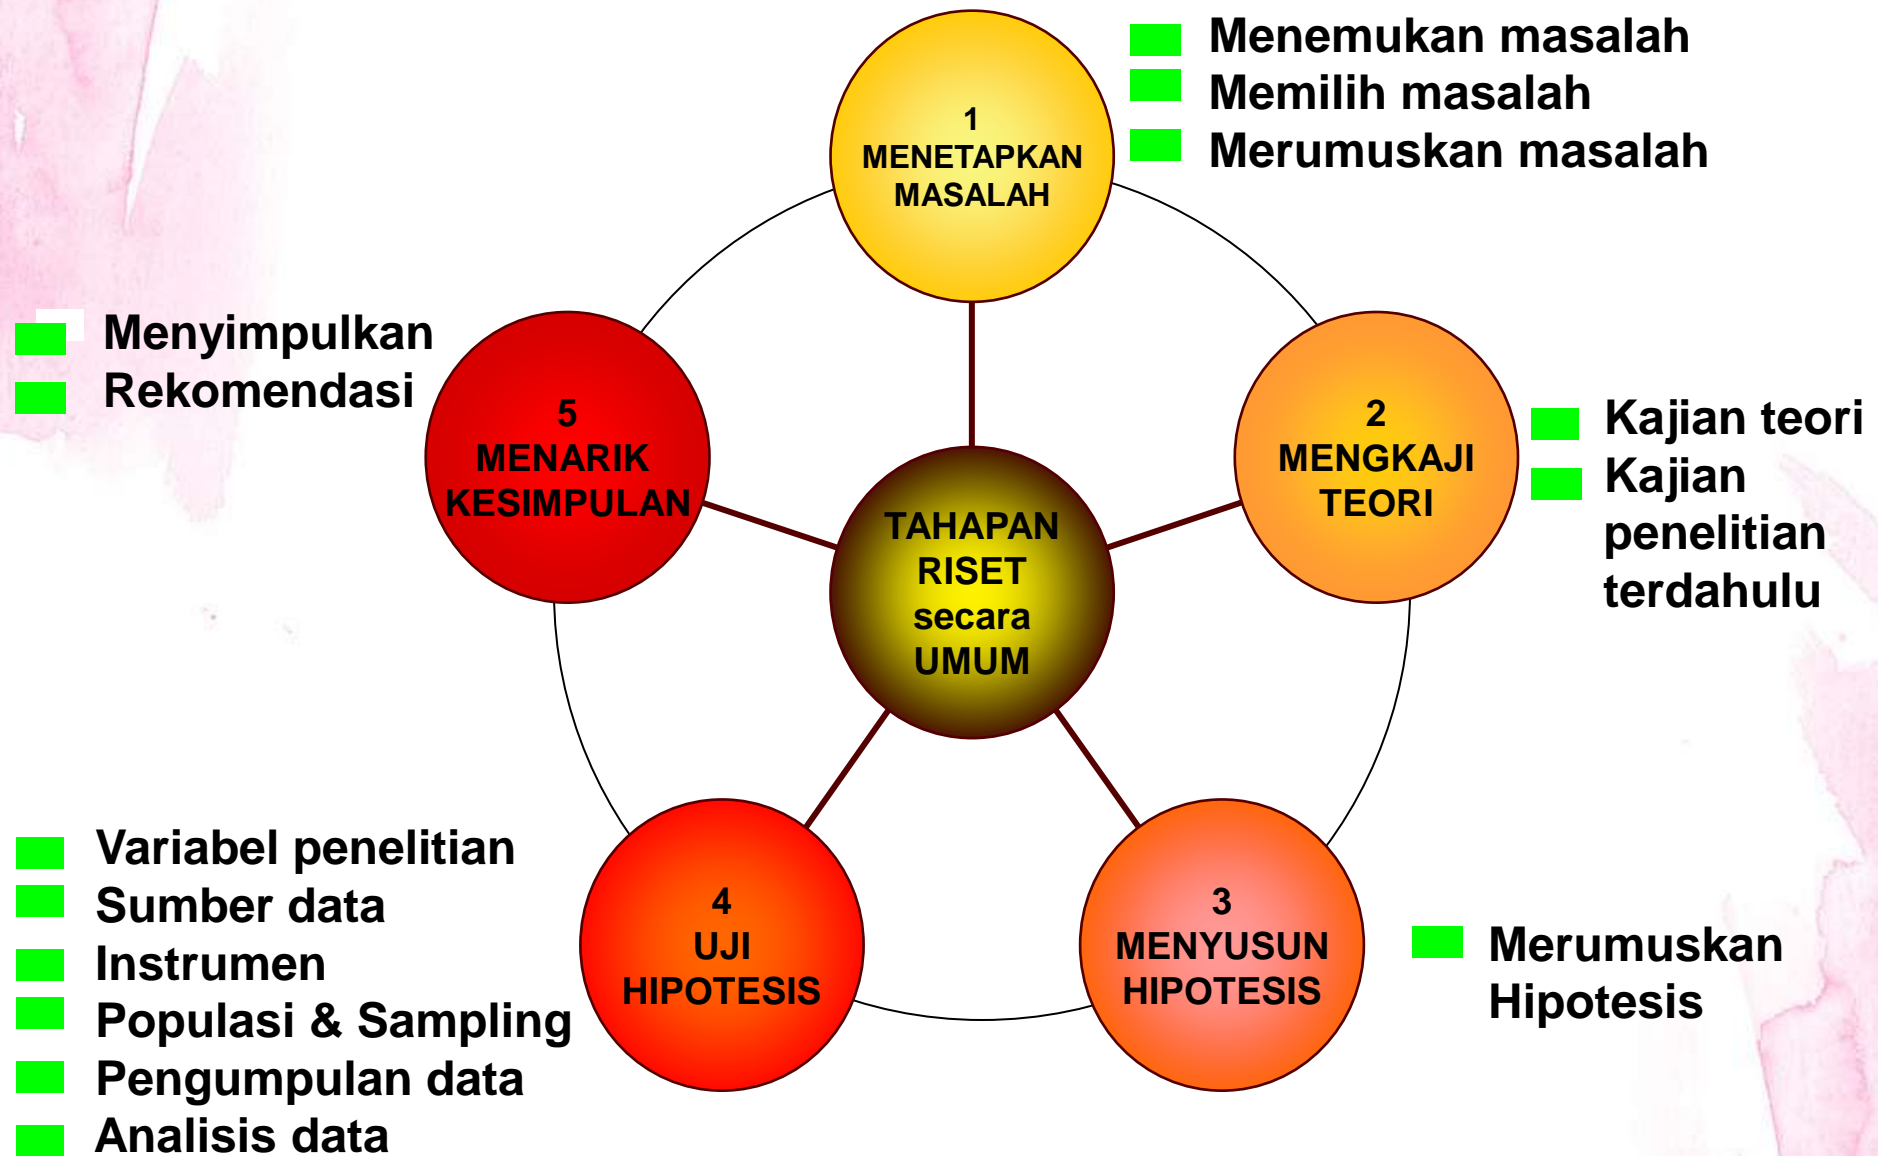 1
MENETAPKAN
MASALAH
Menemukan masalah
Memilih masalah
Merumuskan masalah
2
MENGKAJI
TEORI
Kajian teori
Kajian
penelitian
terdahulu
3
MENYUSUN
HIPOTESIS
Merumuskan
Hipotesis
4
UJI
HIPOTESIS
Variabel penelitian
Sumber data
Instrumen
Populasi & Sampling
Pengumpulan data
Analisis data
5
MENARIK
KESIMPULAN
Menyimpulkan
Rekomendasi
TAHAPAN
RISET
secara
UMUM